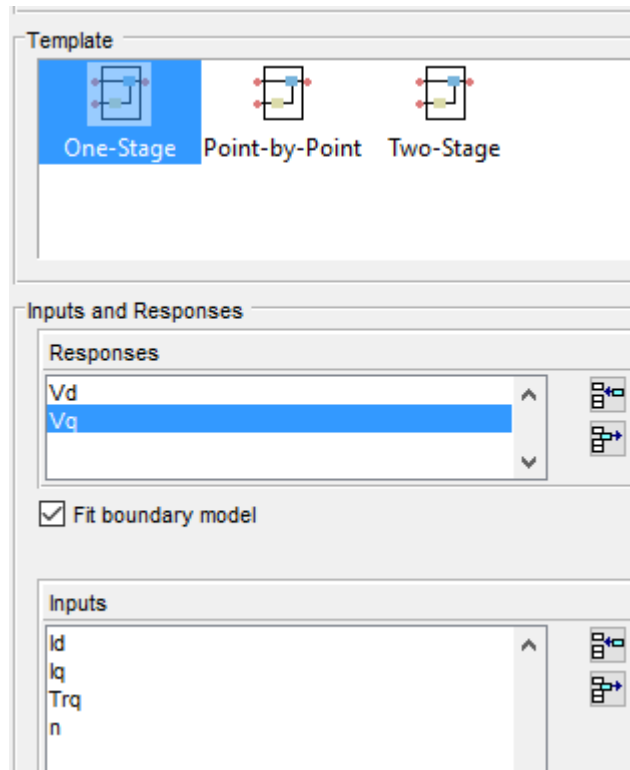 Template
One-Stage Point-by-Point Two-Stage
Inputs and Responses
Responses
Vd
Vq
Fit boundary model
Inputs
Id
Iq
Trq
n